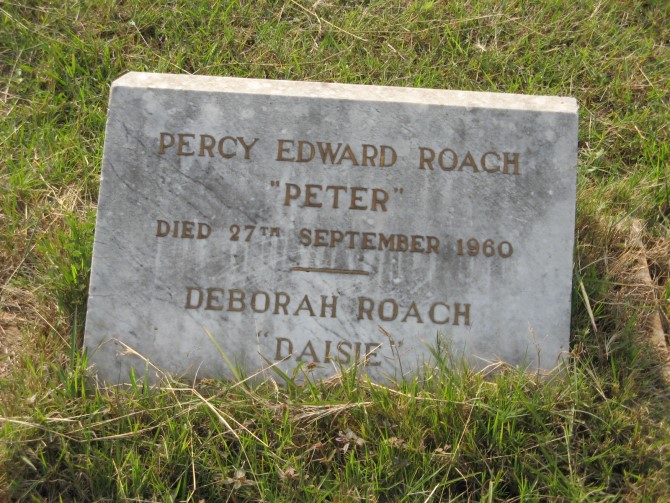 PERCY EDWARD ROACH
"PETER"
DIED 27TH SEPTEMBER 1960
DEBORAH ROACH
"DAISIE"